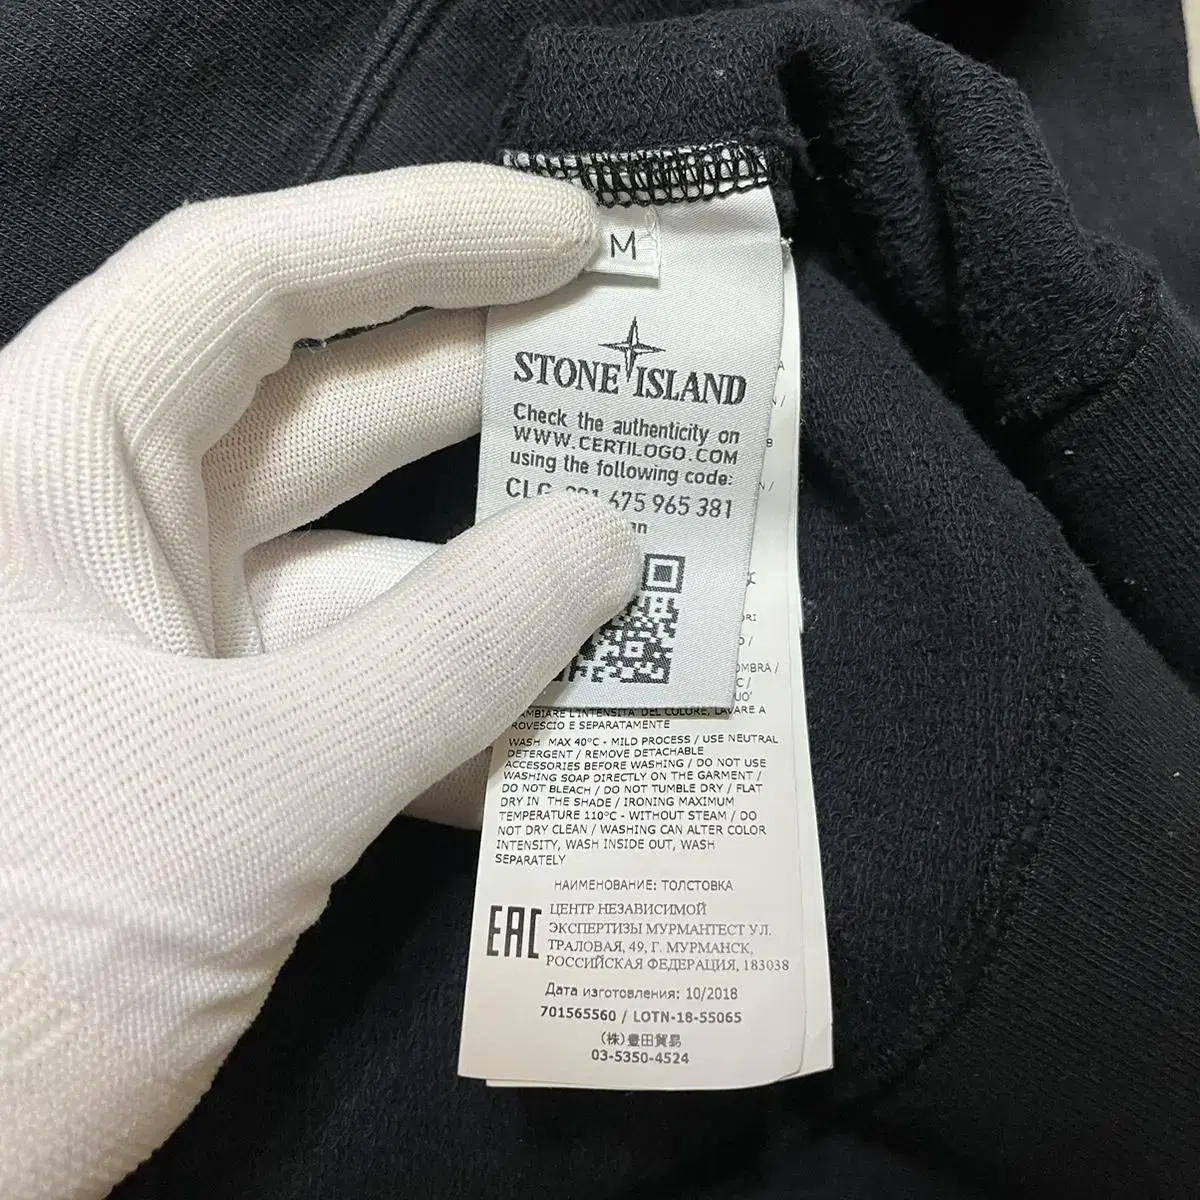 M
STONE ISLAND
Check the authenticity on
WWW.CERTILOGO.COM
using the following code:
675 965 381
AMBIARE L'INTENSITA' DEL COLORE, LAVARE A
ROVESCIO E SEPARATAMENTE
WASH MAX 40°C - MILD PROCESS / USE NEUTRAL
DETERGENT / REMOVE DETACHABLE
ACCESSORIES BEFORE WASHING / DO NOT USE
WASHING SOAP DIRECTLY ON THE GARMENT /
DO NOT BLEACH / DO NOT TUMBLE DRY / FLAT
DRY IN THE SHADE / IRONING MAXIMUM
TEMPERATURE 110°C - WITHOUT STEAM / DO
NOT DRY CLEAN / WASHING CAN ALTER COLOR
INTENSITY, WASH INSIDE OUT, WASH
SEPARATELY
НАИМЕНОВАНИЕ: ТОЛСТОВКА
EAC
ЦЕНТР НЕЗАВИСИМОЙ
ЭКСПЕРТИЗЫ МУРМАНТЕСТ УЛ.
ТРАЛОВАЯ, 49, Г. МУРМАНСК,
РОССИЙСКАЯ ФЕДЕРАЦИЯ, 183038
Дата изготовления: 10/2018
701565560 / LOTN-18-55065
(株)豊田貿易
03-5350-4524